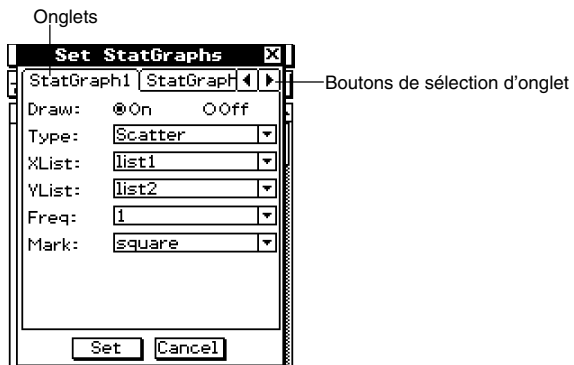 Onglets
Set StatGraphs
StatGraph1 StatGraph
Boutons de sélection d'onglet
Draw: On Off
Type: Scatter
XList: list1
YList: list2
Freq: 1
Mark: square
Set Cancel